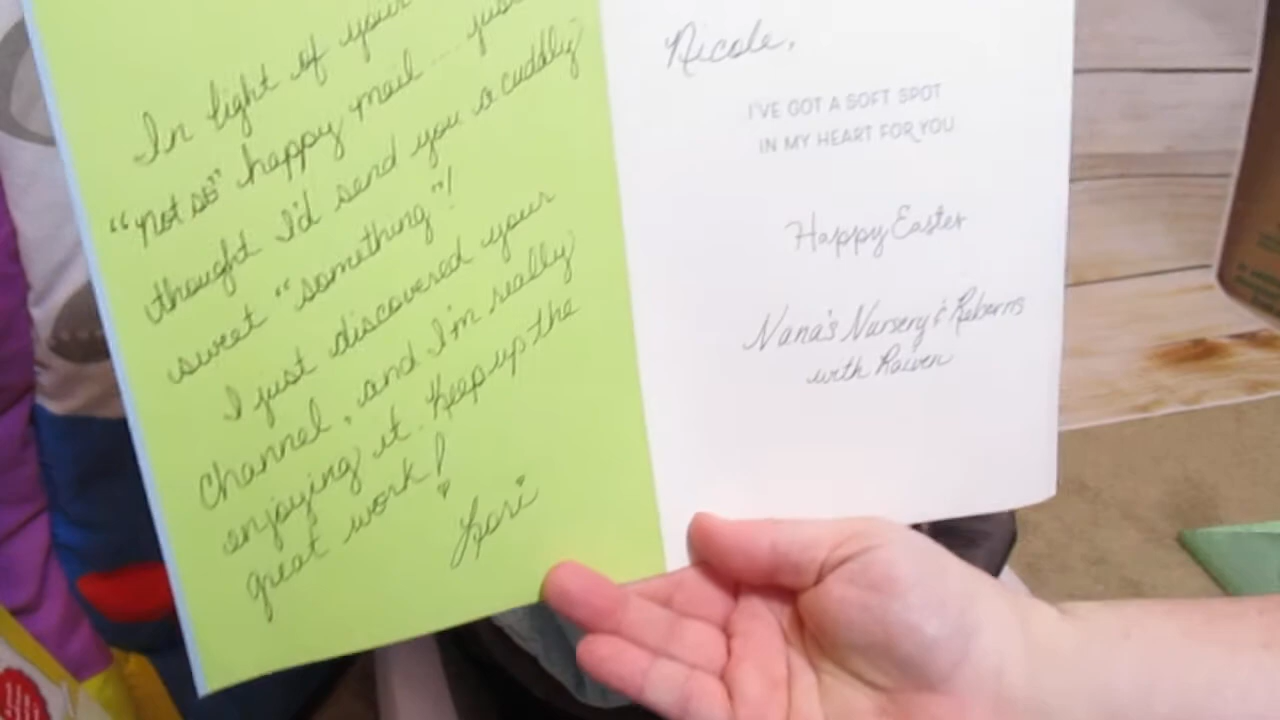 In light of your
"not so" happy mail... just
thought I'd send you a cuddly
sweet "something"!
I just discovered your
channel, and I'm really
enjoying it. Keep up the
great work!
Lori
Nicole,
I'VE GOT A SOFT SPOT
IN MY HEART FOR YOU
Happy Easter
Nana's Nursery & Reborns
with Raiven